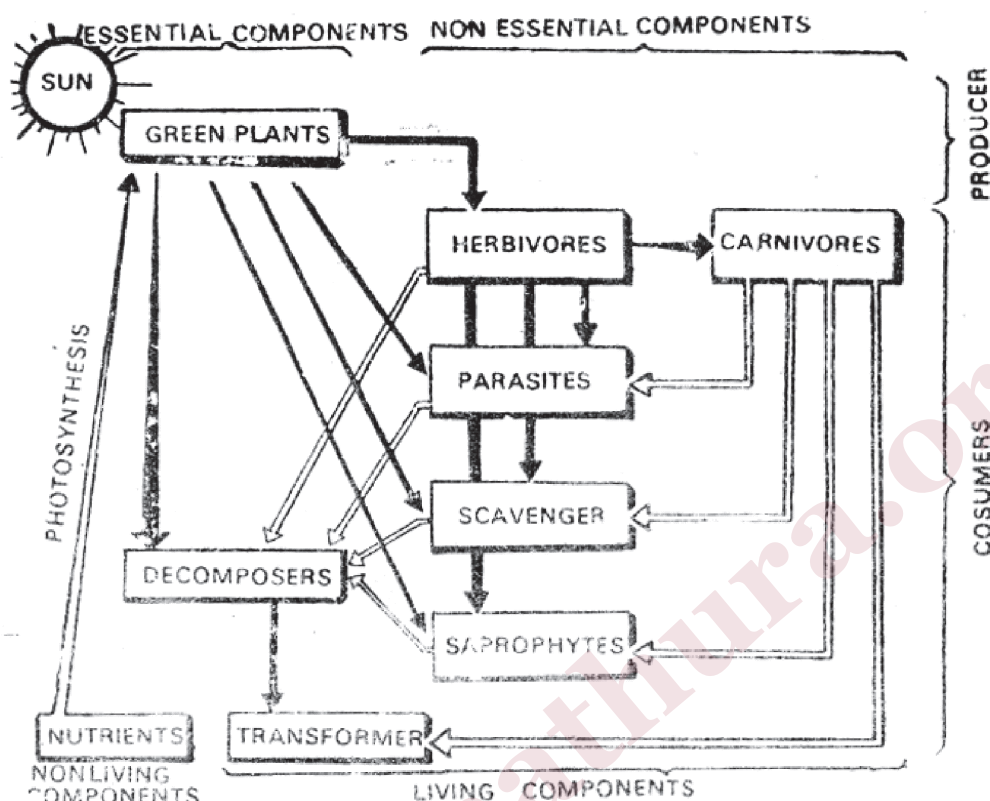 ESSENTIAL COMPONENTS NON ESSENTIAL COMPONENTS
SUN
GREEN PLANTS
PRODUCER
HERBIVORES
CARNIVORES
PHOTOSYNTHESIS
PARASITES
COSUMERS
SCAVENGER
DECOMPOSERS
SAPROPHYTES
NUTRIENTS
TRANSFORMER
NONLIVING
COMPONENTS
LIVING COMPONENTS